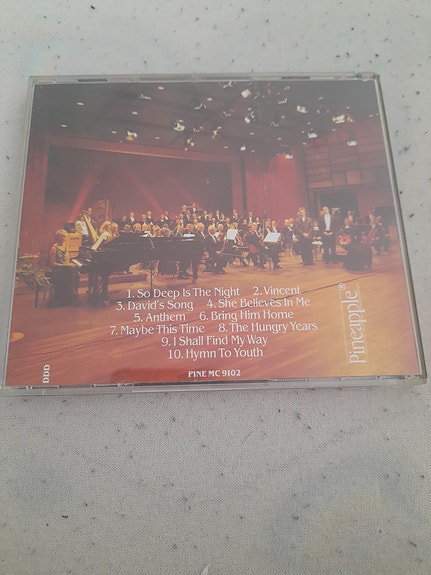 1. So Deep Is The Night 2. Vincent
3. David's Song 4. She Believes In Me
5. Anthem 6. Bring Him Home
7. Maybe This Time 8. The Hungry Years
9. I Shall Find My Way
10. Hymn To Youth
PINE MC 9102
DDD
Pineapple®